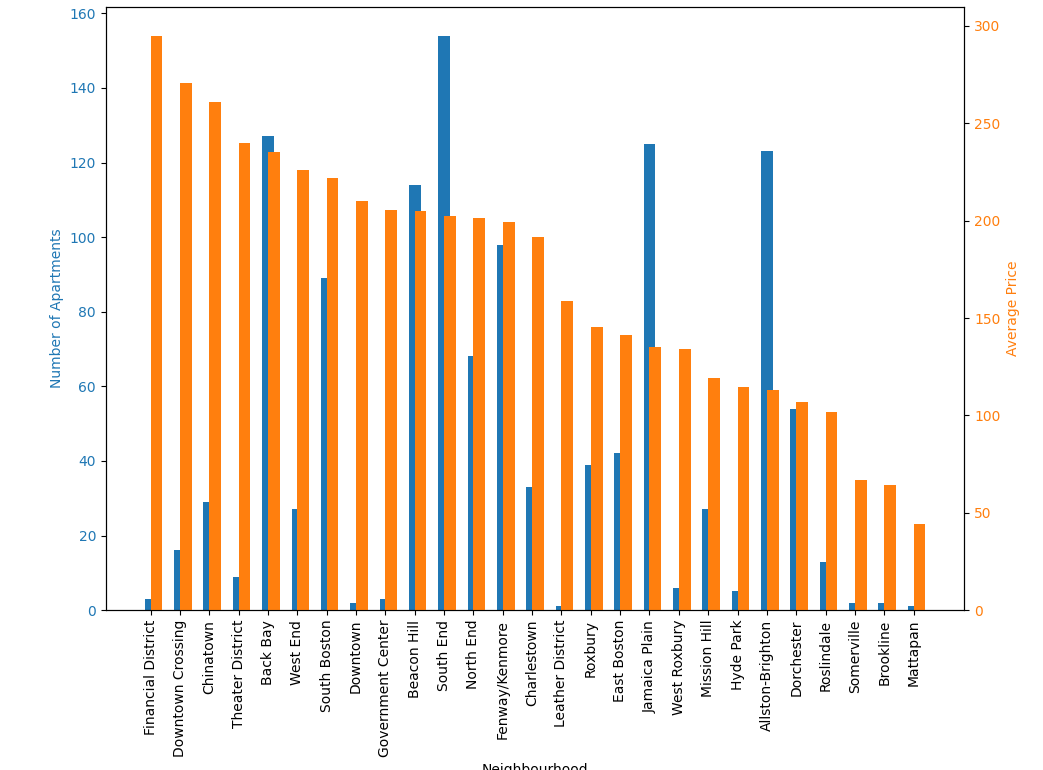 160
140
120
100
80
60
40
20
0
Number of Apartments
300
250
200
150
100
50
0
Average Price
Financial District
Downtown Crossing
Chinatown
Theater District
Back Bay
West End
South Boston
Downtown
Government Center
Beacon Hill
South End
North End
Fenway/Kenmore
Charlestown
Leather District
Roxbury
East Boston
Jamaica Plain
West Roxbury
Mission Hill
Hyde Park
Allston-Brighton
Dorchester
Roslindale
Somerville
Brookline
Mattapan
Neighbourhood